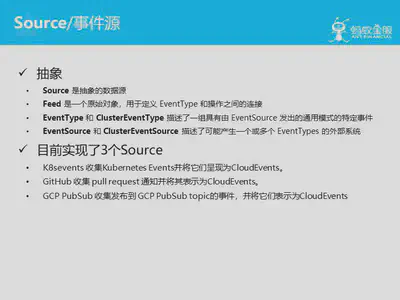 Source/事件源
蚂蚁金服
ANT FINANCIAL
✓ 抽象
• Source 是抽象的数据源
• Feed 是一个原始对象，用于定义 EventType 和操作之间的连接
• EventType 和 ClusterEventType 描述了一组具有由 EventSource 发出的通用模式的特定事件
• EventSource 和 ClusterEventSource 描述了可能产生一个或多个 EventTypes 的外部系统
✓ 目前实现了3个Source
• K8sevents 收集Kubernetes Events并将它们呈现为CloudEvents。
• GitHub 收集 pull request 通知并将其表示为CloudEvents。
• GCP PubSub 收集发布到 GCP PubSub topic的事件，并将它们表示为CloudEvents